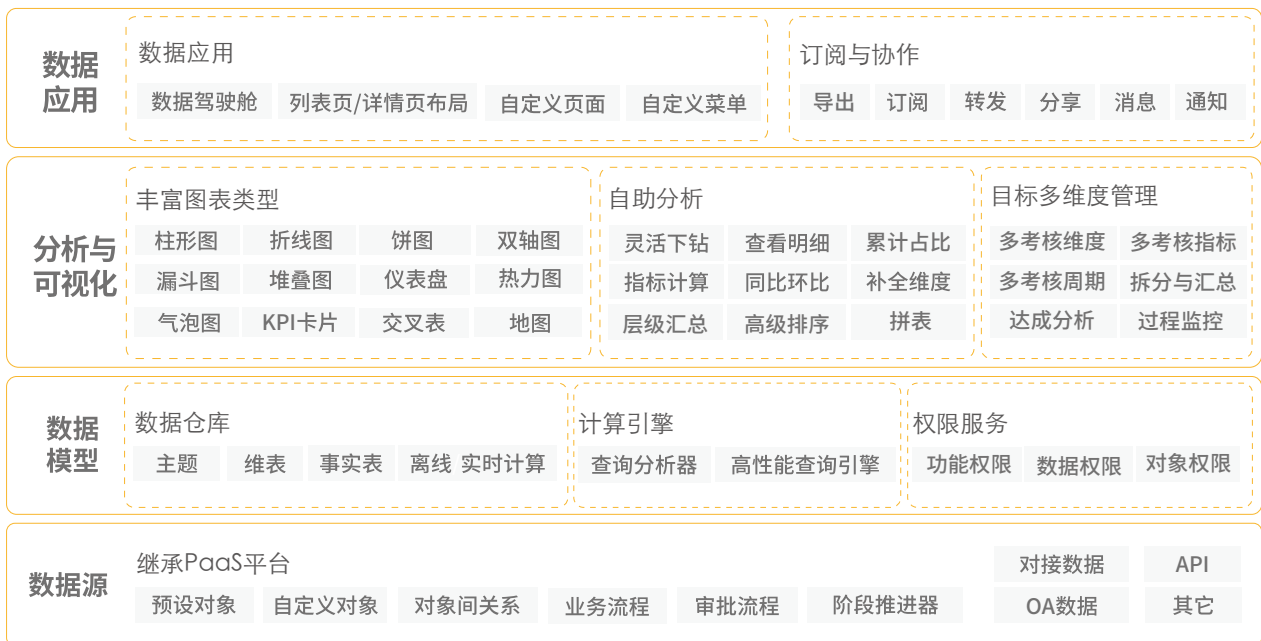 数据
应用
数据应用
数据驾驶舱
列表页/详情页布局
自定义页面
自定义菜单
订阅与协作
导出
订阅
转发
分享
消息
通知
分析与
可视化
丰富图表类型
柱形图
折线图
饼图
双轴图
漏斗图
堆叠图
仪表盘
热力图
气泡图
KPI卡片
交叉表
地图
自助分析
灵活下钻
查看明细
累计占比
指标计算
同比环比
补全维度
层级汇总
高级排序
拼表
目标多维度管理
多考核维度
多考核指标
多考核周期
拆分与汇总
达成分析
过程监控
数据
模型
数据仓库
主题
维表
事实表
离线 实时计算
计算引擎
查询分析器
高性能查询引擎
权限服务
功能权限
数据权限
对象权限
数据源
继承PaaS平台
预设对象
自定义对象
对象间关系
业务流程
审批流程
阶段推进器
对接数据
API
OA数据
其它